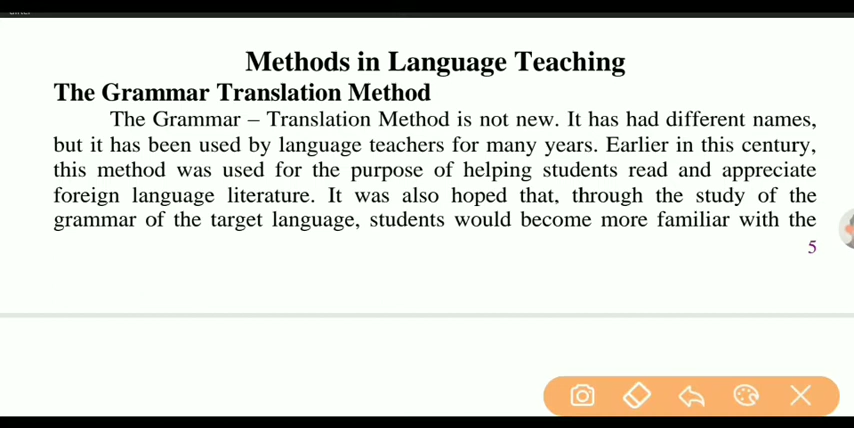 Methods in Language Teaching
The Grammar Translation Method
The Grammar – Translation Method is not new. It has had different names,
but it has been used by language teachers for many years. Earlier in this century,
this method was used for the purpose of helping students read and appreciate
foreign language literature. It was also hoped that, through the study of the
grammar of the target language, students would become more familiar with the
5